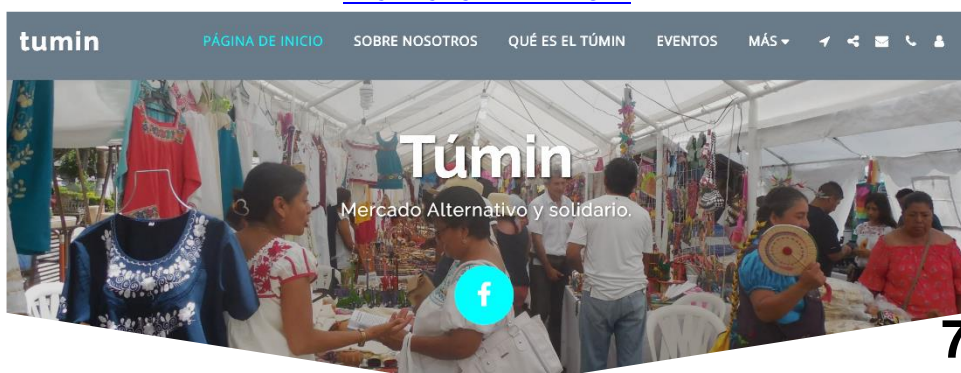 tumin PÁGINA DE INICIO SOBRE NOSOTROS QUÉ ES EL TÚMIN EVENTOS MÁS
Túmin
Mercado Alternativo y solidario.
f
7